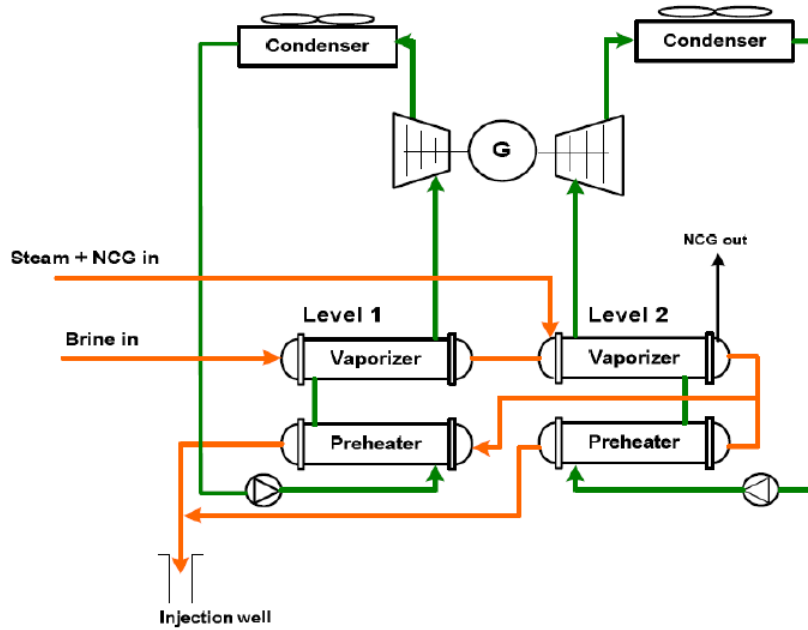 Condenser
Condenser
G
NCG out
Steam + NCG in
Level 1
Level 2
Brine in
Vaporizer
Vaporizer
Preheater
Preheater
Injection well